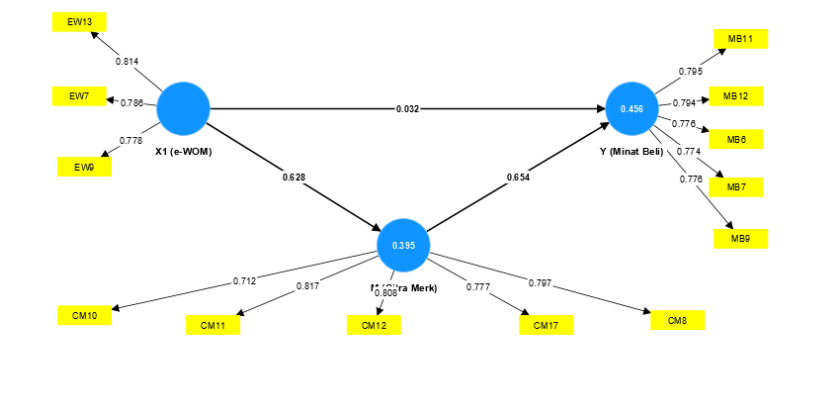 EW13
MB11
0.814
0.795
EW7
0.786
0.794
MB12
0.032
0.456
0.776
0.778
MB6
X1 (e-WOM)
Y (Minat Beli)
0.774
EW9
0.628
0.654
0.776
MB7
MB9
0.395
0.712
0.817
0.808
0.777
0.797
Merk)
CM10
CM11
CM12
CM17
CM8